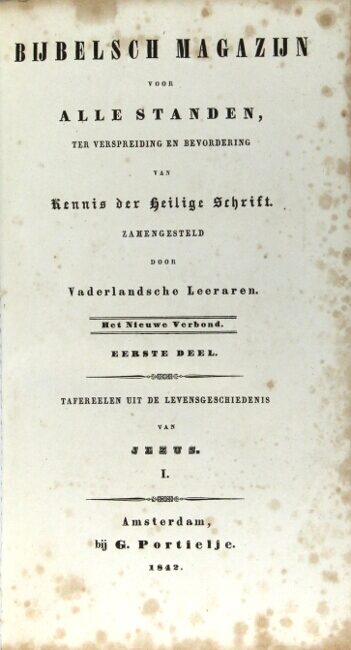 BIJBELSCH MAGAZIJN
VOOR
ALLE STANDEN,
TER VERSPREIDING EN BEVORDERING
VAN
Kennis der Heilige Schrift.
ZAMENGESTELD
DOOR
Vaderlandsche Leeraren.
Het Nieuwe Verbond.
EERSTE DEEL.
TAFEREELEN UIT DE LEVENSGESCHIEDENIS
VAN
JEZUS.
I.
Amsterdam,
bij G. Portielje.
1842.